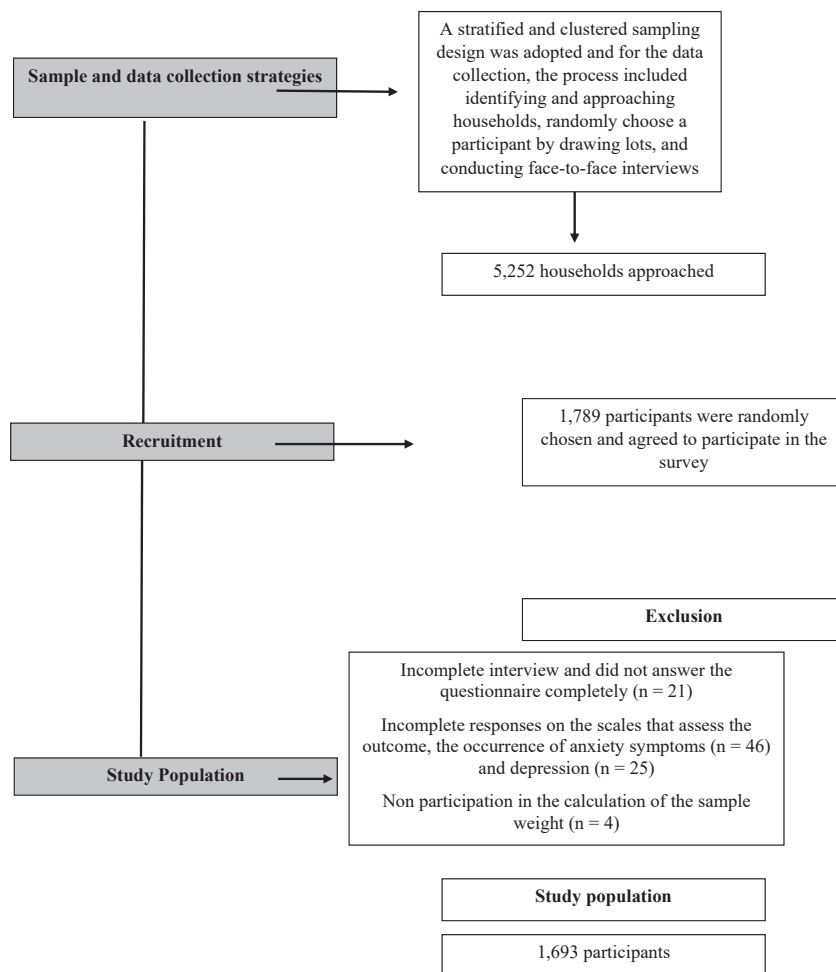 A stratified and clustered sampling
design was adopted and for the data
collection, the process included
identifying and approaching
households, randomly choose a
participant by drawing lots, and
conducting face-to-face interviews
Sample and data collection strategies
5,252 households approached
1,789 participants were randomly
chosen and agreed to participate in the
survey
Recruitment
Exclusion
Incomplete interview and did not answer the
questionnaire completely (n = 21)
Incomplete responses on the scales that assess the
outcome, the occurrence of anxiety symptoms (n = 46)
and depression (n = 25)
Non participation in the calculation of the sample
weight (n = 4)
Study Population
Study population
1,693 participants